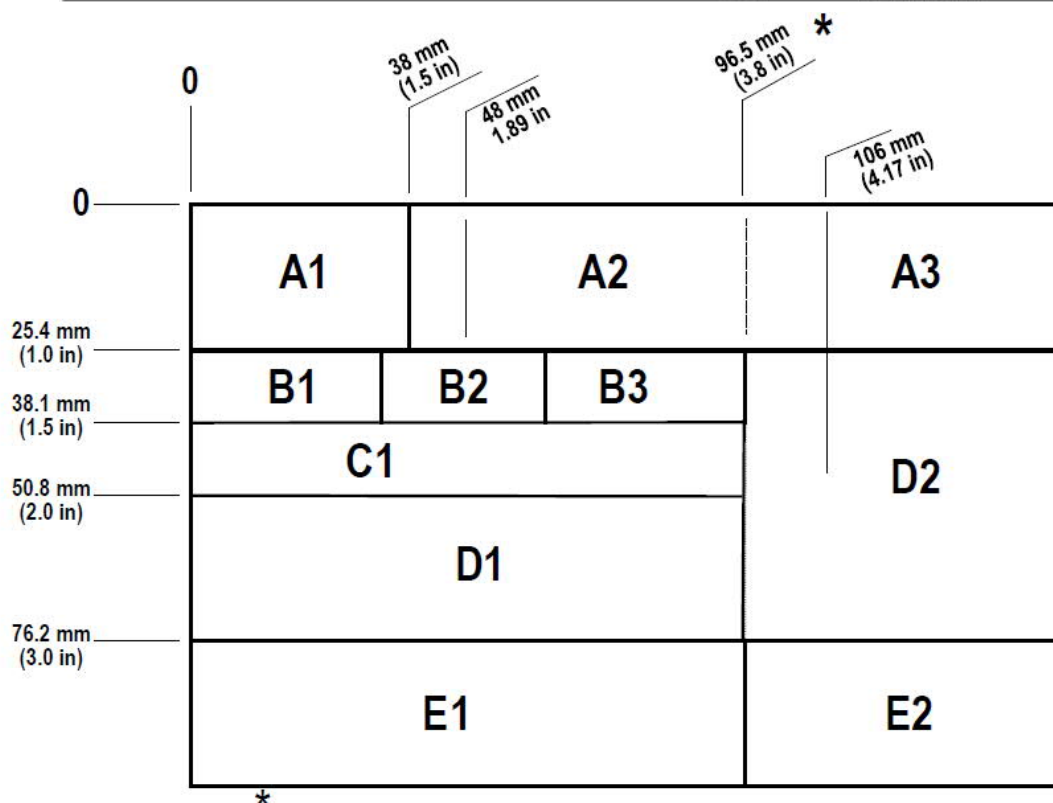 0
38 mm
(1.5 in)
48 mm
1.89 in
96.5 mm
(3.8 in)
*
106 mm
(4.17 in)
0
A1
A2
A3
25.4 mm
(1.0 in)
B1
B2
B3
38.1 mm
(1.5 in)
C1
D2
50.8 mm
(2.0 in)
D1
76.2 mm
(3.0 in)
E1
E2
*